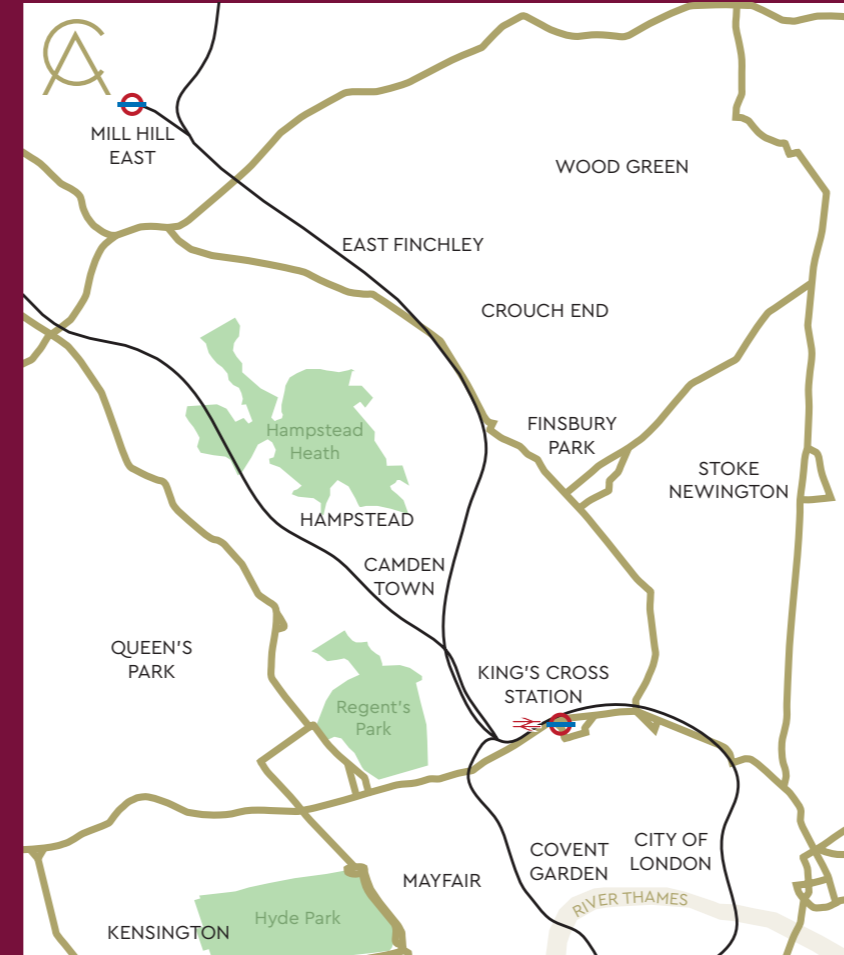 CA
MILL HILL
EAST
WOOD GREEN
EAST FINCHLEY
CROUCH END
Hampstead
Heath
FINSBURY
PARK
STOKE
NEWINGTON
HAMPSTEAD
CAMDEN
TOWN
QUEEN'S
PARK
KING'S CROSS
STATION
Regent's
Park
COVENT
GARDEN
CITY OF
LONDON
MAYFAIR
RIVER THAMES
Hyde Park
KENSINGTON